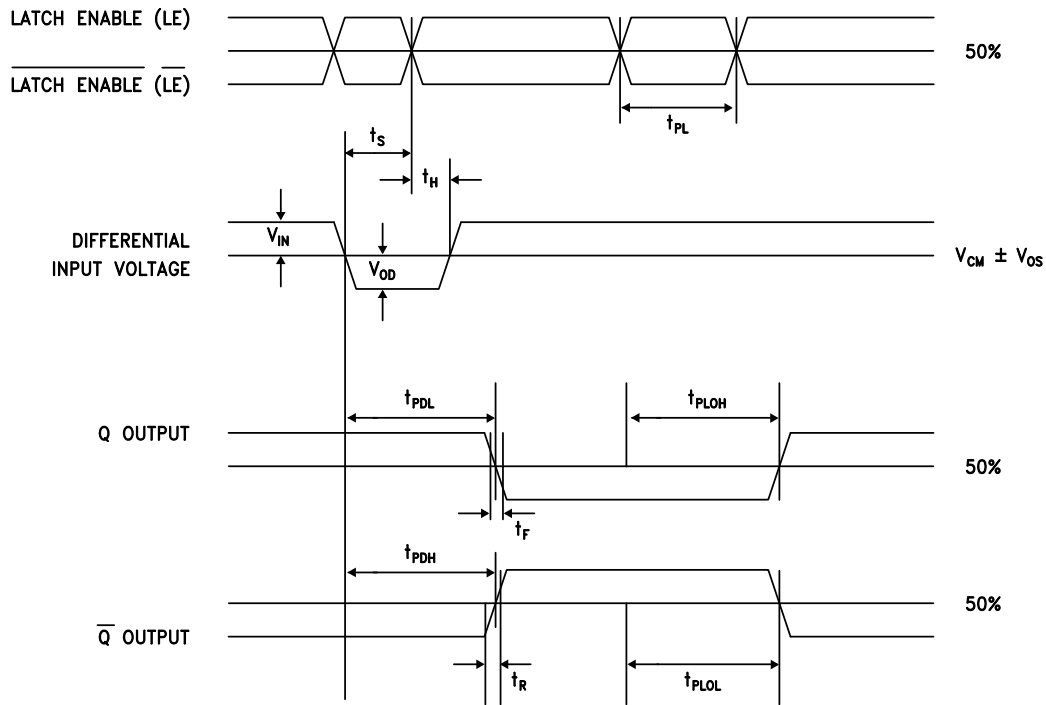 LATCH ENABLE (LE)
50%
LATCH ENABLE (LE)
tPL
tS
tH
VIN
DIFFERENTIAL
INPUT VOLTAGE
VOD
VCM ± VOS
tPDL
tPLOH
Q OUTPUT
50%
tF
tPDH
50%
Q OUTPUT
tR
tPLOL